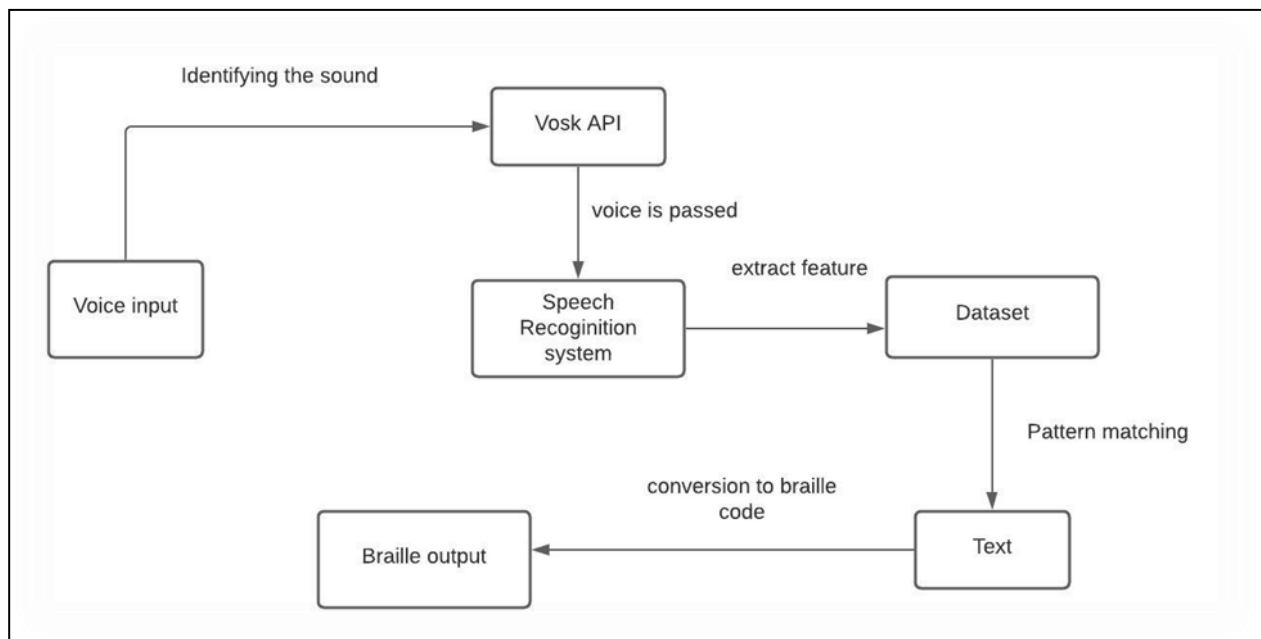 Identifying the sound
Vosk API
voice is passed
Voice input
extract feature
Speech
Recoginition
system
Dataset
Pattern matching
conversion to braille
code
Text
Braille output